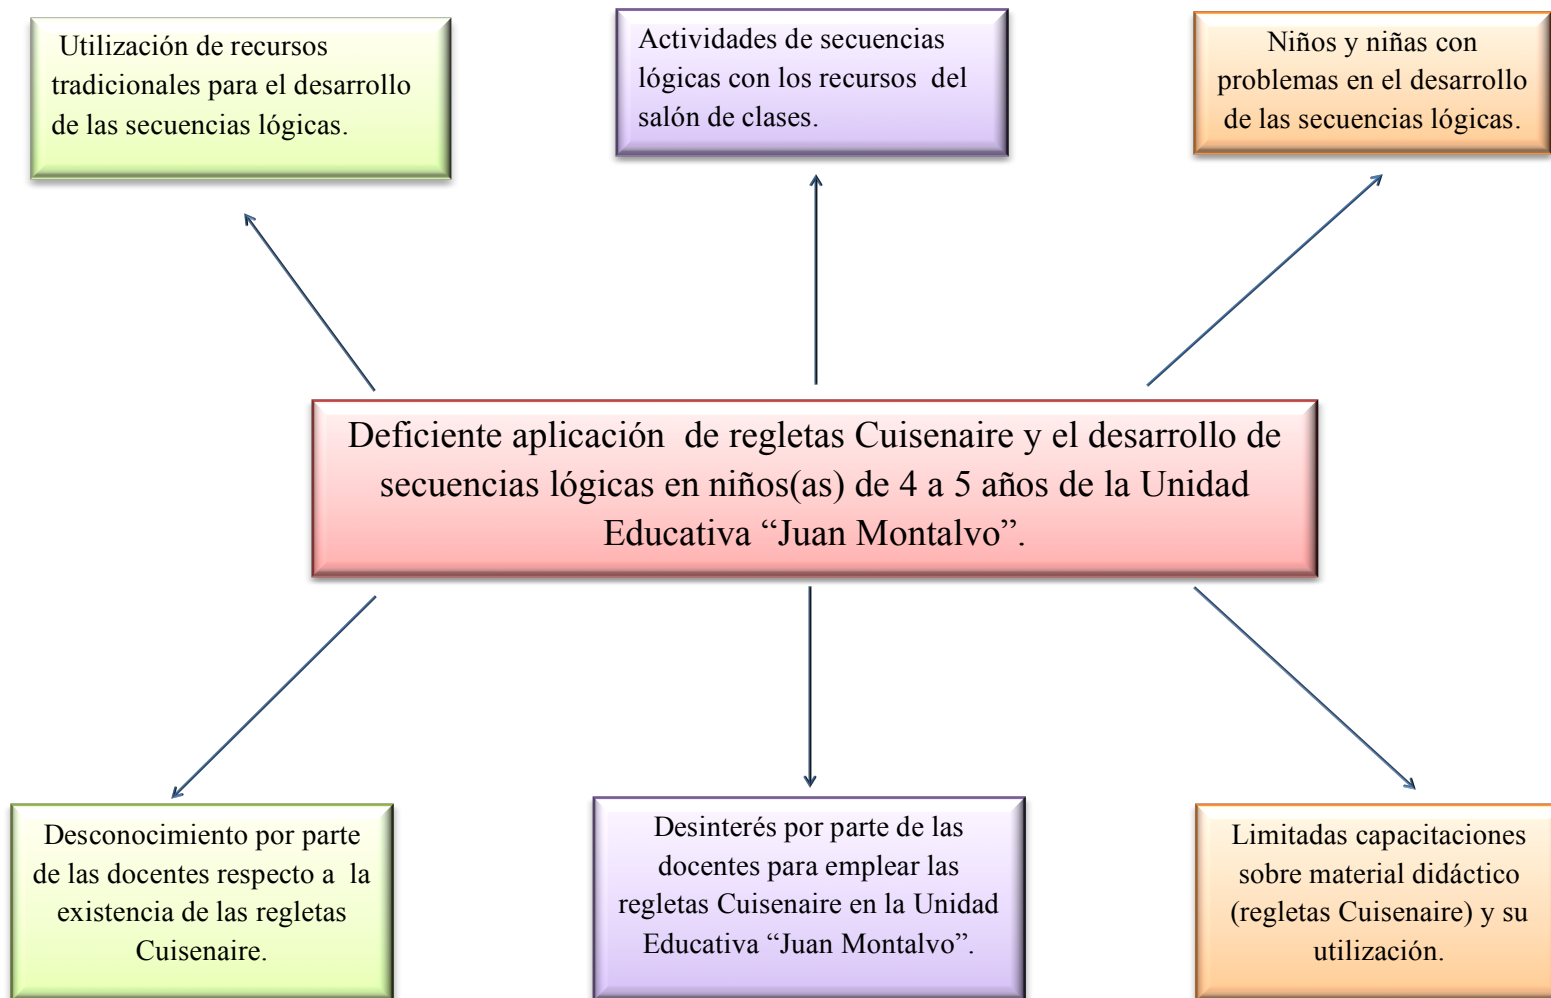 Utilización de recursos
tradicionales para el desarrollo
de las secuencias lógicas.
Actividades de secuencias
lógicas con los recursos  del
salón de clases.
Niños y niñas con
problemas en el desarrollo
de las secuencias lógicas.
Deficiente aplicación  de regletas Cuisenaire y el desarrollo de
secuencias lógicas en niños(as) de 4 a 5 años de la Unidad
Educativa “Juan Montalvo”.
Desconocimiento por parte
de las docentes respecto a  la
existencia de las regletas
Cuisenaire.
Desinterés por parte de las
docentes para emplear las
regletas Cuisenaire en la Unidad
Educativa “Juan Montalvo”.
Limitadas capacitaciones
sobre material didáctico
(regletas Cuisenaire) y su
utilización.